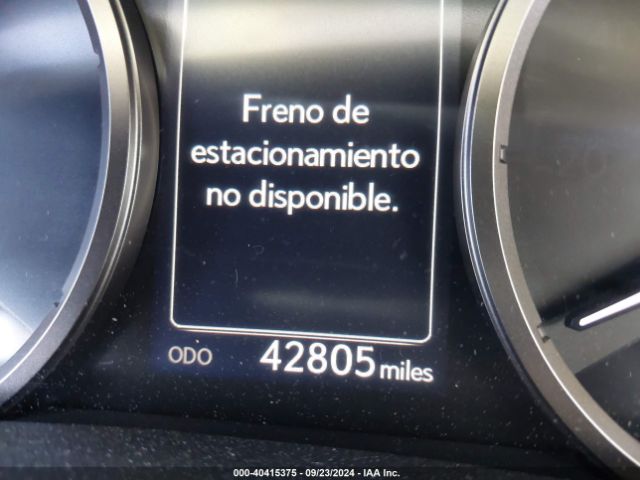 Freno de
estacionamiento
no disponible.
ODO 42805 miles
000-40415375 - 09/23/2024 - IAA Inc.